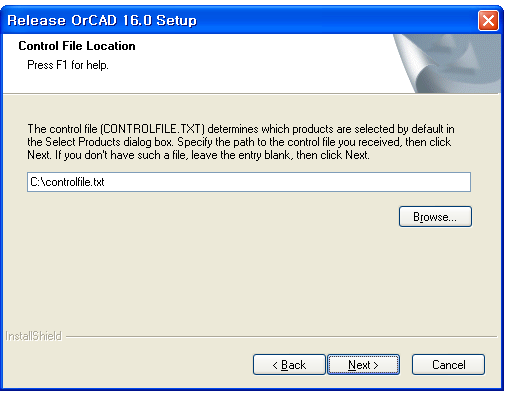 Release OrCAD 16.0 Setup
Control File Location
Press F1 for help.
The control file (CONTROLFILE.TXT) determines which products are selected by default in
the Select Products dialog box. Specify the path to the control file you received, then click
Next. If you don't have such a file, leave the entry blank, then click Next.
C:\controlfile.txt
Browse...
InstallShield
< Back Next > Cancel